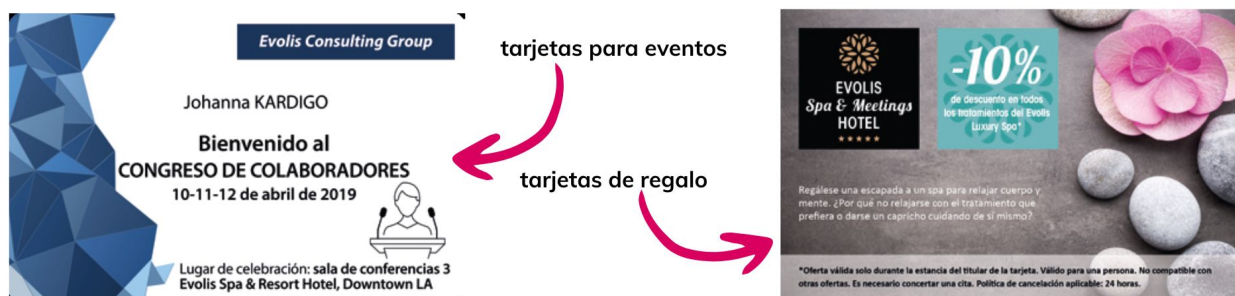 Evolis Consulting Group
Johanna KARDIGO
Bienvenido al
CONGRESO DE COLABORADORES
10-11-12 de abril de 2019
Lugar de celebración: sala de conferencias 3
Evolis Spa & Resort Hotel, Downtown LA
tarjetas para eventos
tarjetas de regalo
EVOLIS
Spa & Meetings
HOTEL
-10%
de descuento en todos
los tratamientos del Evolis
Luxury Spa*
Regálese una escapada a un spa para relajar cuerpo y
mente. ¿Por qué no relajarse con el tratamiento que
prefiera o darse un capricho cuidando de sí mismo?
*Oferta válida solo durante la estancia del titular de la tarjeta. Válido para una persona. No compatible con
otras ofertas. Es necesario concertar una cita. Política de cancelación aplicable: 24 horas.